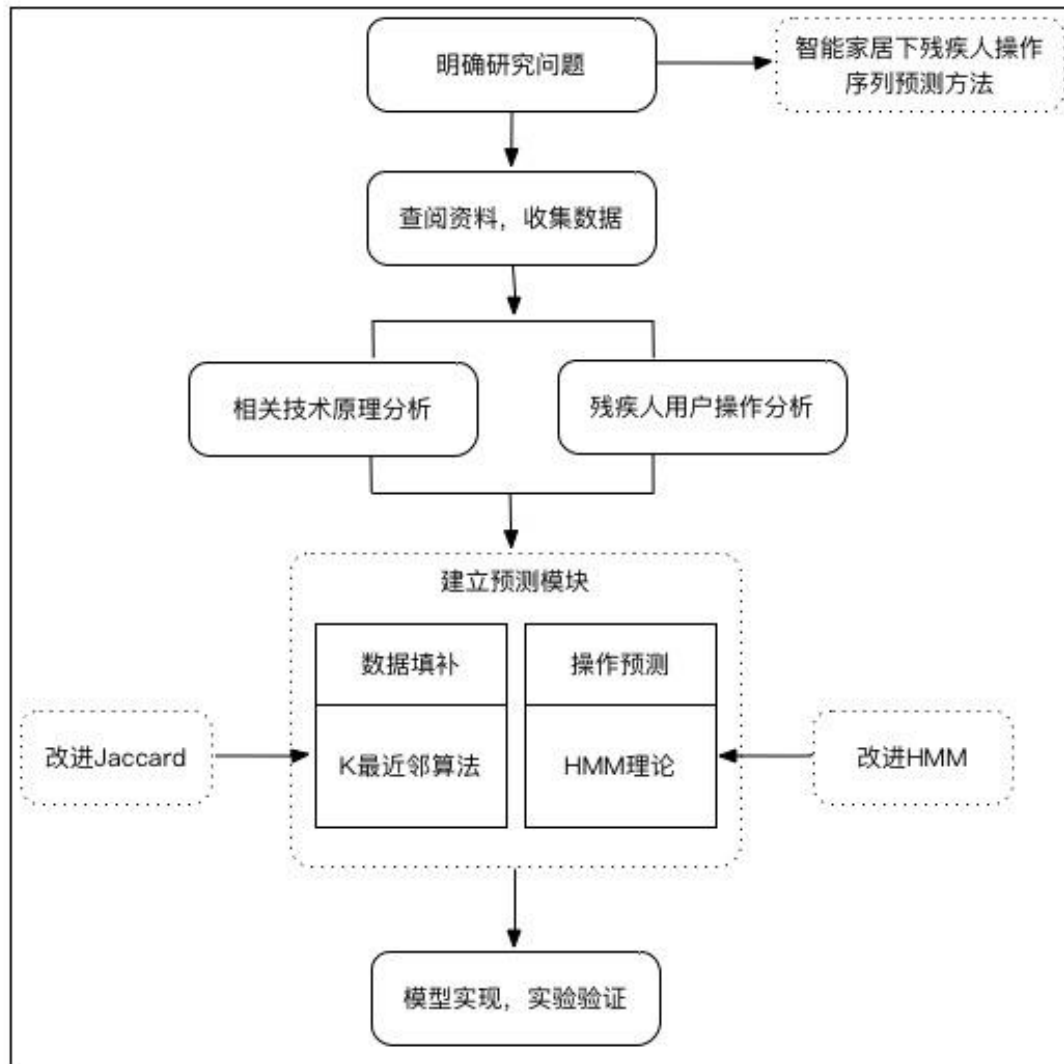 明确研究问题
智能家居下残疾人操作
序列预测方法
查阅资料，收集数据
相关技术原理分析
残疾人用户操作分析
建立预测模块
数据填补
操作预测
改进Jaccard
K最近邻算法
HMM理论
改进HMM
模型实现，实验验证